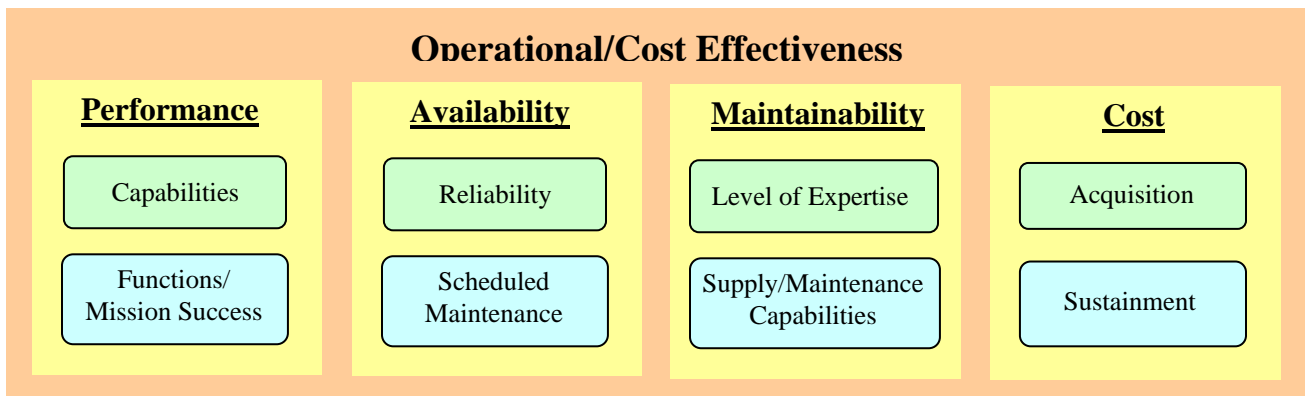 Operational/Cost Effectiveness
Performance
Capabilities
Functions/
Mission Success
Availability
Reliability
Scheduled
Maintenance
Maintainability
Level of Expertise
Supply/Maintenance
Capabilities
Cost
Acquisition
Sustainment